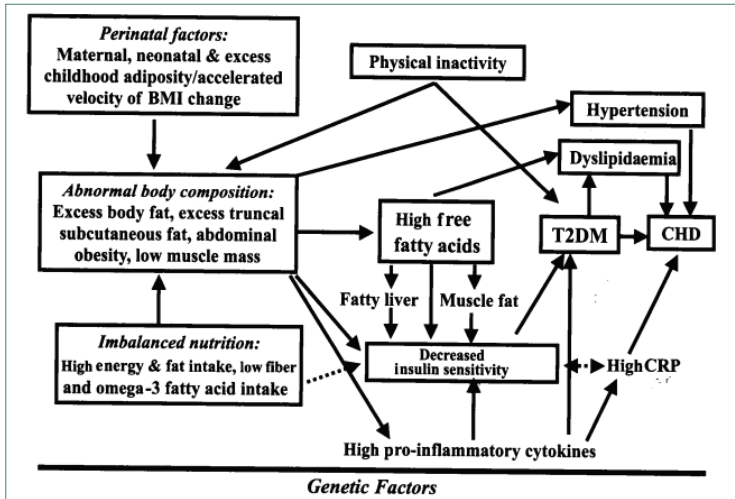 Perinatal factors:
Maternal, neonatal & excess
childhood adiposity/accelerated
velocity of BMI change
Physical inactivity
Hypertension
Dyslipidaemia
Abnormal body composition:
Excess body fat, excess truncal
subcutaneous fat, abdominal
obesity, low muscle mass
High free
fatty acids
T2DM
CHD
Fatty liver
Muscle fat
Imbalanced nutrition:
High energy & fat intake, low fiber
and omega-3 fatty acid intake
Decreased
insulin sensitivity
High CRP
High pro-inflammatory cytokines
Genetic Factors